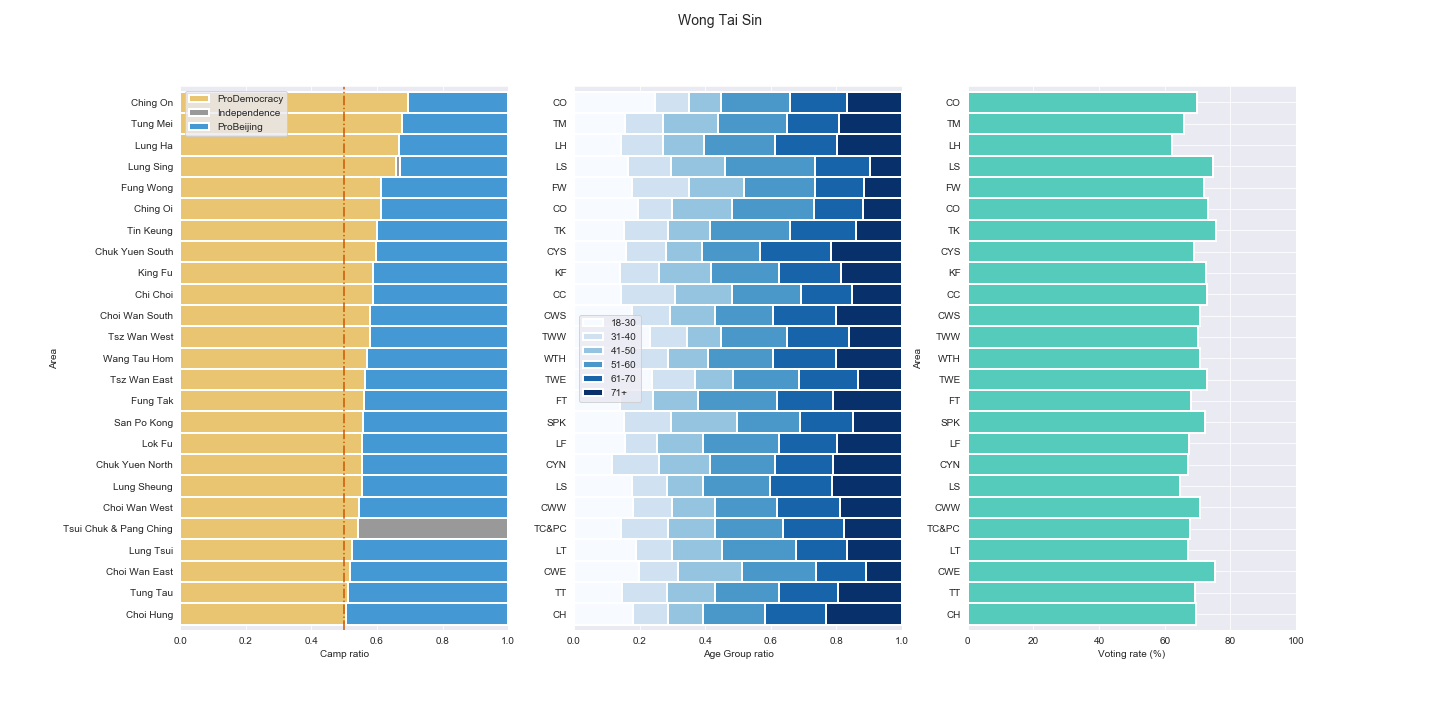 Wong Tai Sin
Area
Ching On
Tung Mei
Lung Ha
Lung Sing
Fung Wong
Ching Oi
Tin Keung
Chuk Yuen South
King Fu
Chi Choi
Choi Wan South
Tsz Wan West
Wang Tau Hom
Tsz Wan East
Fung Tak
San Po Kong
Lok Fu
Chuk Yuen North
Lung Sheung
Choi Wan West
Tsui Chuk & Pang Ching
Lung Tsui
Choi Wan East
Tung Tau
Choi Hung
ProDemocracy
Independence
ProBeijing
0.0 0.2 0.4 0.6 0.8 1.0
Camp ratio
CO
TM
LH
LS
FW
CO
TK
CYS
KF
CC
CWS
TWW
WTH
TWE
FT
SPK
LF
CYN
LS
CWW
TC&PC
LT
CWE
TT
CH
18-30
31-40
41-50
51-60
61-70
71+
0.0 0.2 0.4 0.6 0.8 1.0
Age Group ratio
Area
CO
TM
LH
LS
FW
CO
TK
CYS
KF
CC
CWS
TWW
WTH
TWE
FT
SPK
LF
CYN
LS
CWW
TC&PC
LT
CWE
TT
CH
0 20 40 60 80 100
Voting rate (%)